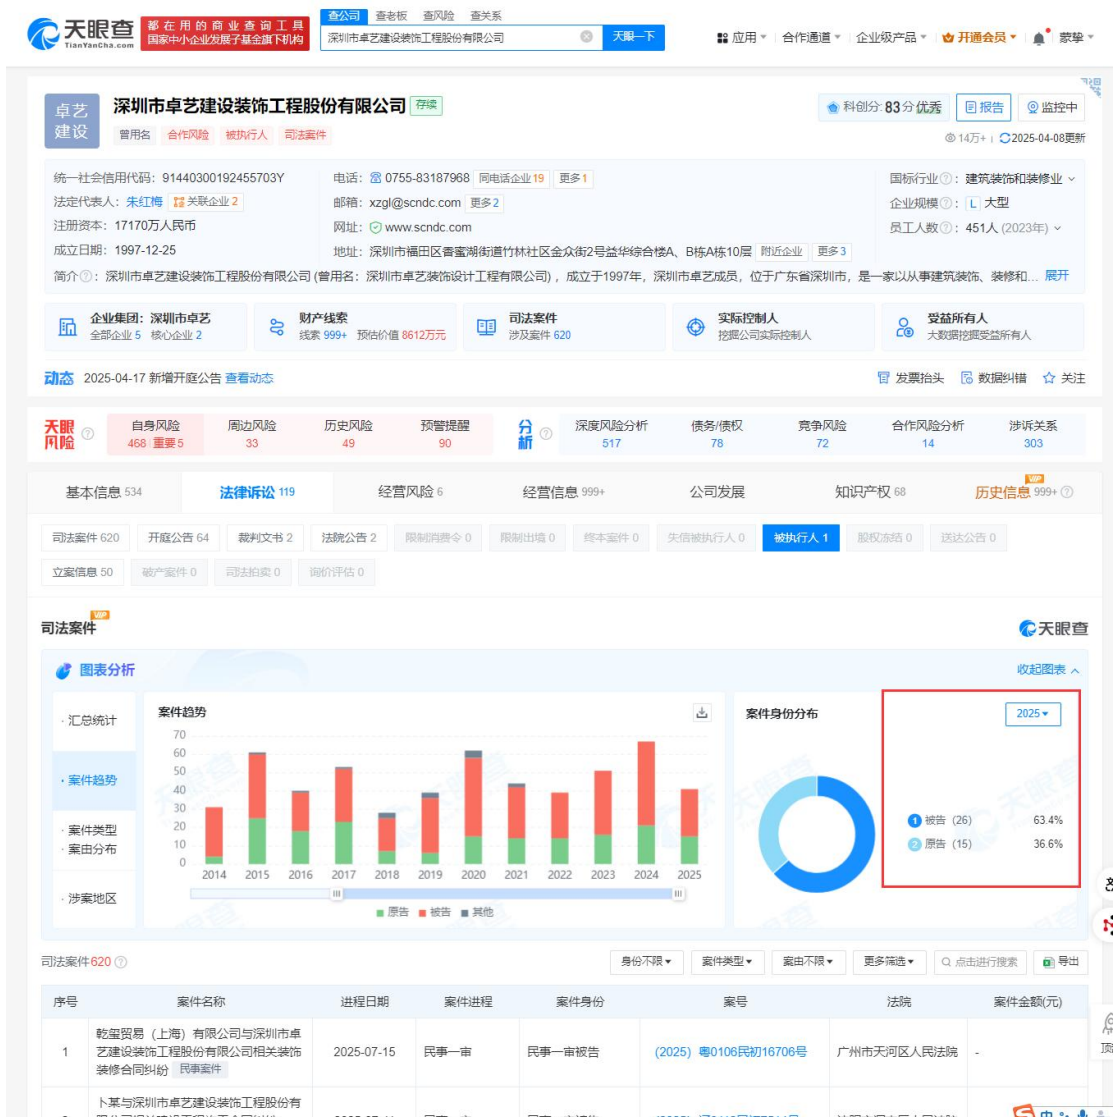 天眼查
TianYanCha.com
都在用的商业查询工具
国家中小企业发展子基金旗下机构
查公司 查老板 查风险 查关系
深圳市卓艺建设装饰工程股份有限公司 天眼一下
应用 合作通道 企业级产品 开通会员 蒙挚
卓艺
建设
深圳市卓艺建设装饰工程股份有限公司 存续
曾用名 合作风险 被执行人 司法案件
科创分: 83分 优秀 报告 监控中
14万+ 2025-04-08更新
统一社会信用代码: 91440300192455703Y
法定代表人: 朱红梅 关联企业 2
注册资本: 17170万人民币
成立日期: 1997-12-25
电话: 0755-83187968 同电话企业19 更多1
邮箱: xzgl@scndc.com 更多2
网址: www.scndc.com
地址: 深圳市福田区香蜜湖街道竹林社区金众街2号益华综合楼A、B栋A栋10层 附近企业 更多3
国标行业: 建筑装饰和装修业
企业规模: L 大型
员工人数: 451人 (2023年)
简介: 深圳市卓艺建设装饰工程股份有限公司 (曾用名: 深圳市卓艺装饰设计工程有限公司) , 成立于1997年, 深圳市卓艺成员, 位于广东省深圳市, 是一家以从事建筑装饰、装修和... 展开
企业集团: 深圳市卓艺
全部企业 5 核心企业 2
财产线索
线索 999+ 预估价值 8612万元
司法案件
涉及案件 620
实际控制人
挖掘公司实际控制人
受益所有人
大数据挖掘受益所有人
动态 2025-04-17 新增开庭公告 查看动态
发票抬头 数据纠错 关注
天眼
风险
自身风险 周边风险 历史风险 预警提醒
468 重要5 33 49 90
分
析
深度风险分析 债务/债权 竞争风险 合作风险分析 涉诉关系
517 78 72 14 303
基本信息 534 法律诉讼 119 经营风险 6 经营信息 999+ 公司发展 知识产权 68 历史信息 999+
VIP
司法案件 620 开庭公告 64 裁判文书 2 法院公告 2 限制消费令 0 限制出境 0 终本案件 0 失信被执行人 0 被执行人 1 股权冻结 0 送达公告 0
立案信息 50 破产案件 0 司法拍卖 0 询价评估 0
司法案件 VIP
天眼查
图表分析 收起图表
· 汇总统计
· 案件趋势
· 案件类型
· 案由分布
· 涉案地区
案件趋势
70
60
50
40
30
20
10
0
2014 2015 2016 2017 2018 2019 2020 2021 2022 2023 2024 2025
原告 被告 其他
案件身份分布
2025
1 被告 (26) 63.4%
2 原告 (15) 36.6%
司法案件620
身份不限 案件类型 案由不限 更多筛选 点击进行搜索 导出
序号 案件名称 进程日期 案件进程 案件身份 案号 法院 案件金额(元)
1
乾玺贸易（上海）有限公司与深圳市卓
艺建设装饰工程股份有限公司相关装饰
装修合同纠纷 民事案件
2025-07-15 民事一审 民事一审被告 (2025) 粤0106民初16706号 广州市天河区人民法院 -
卜某与深圳市卓艺建设装饰工程股份有